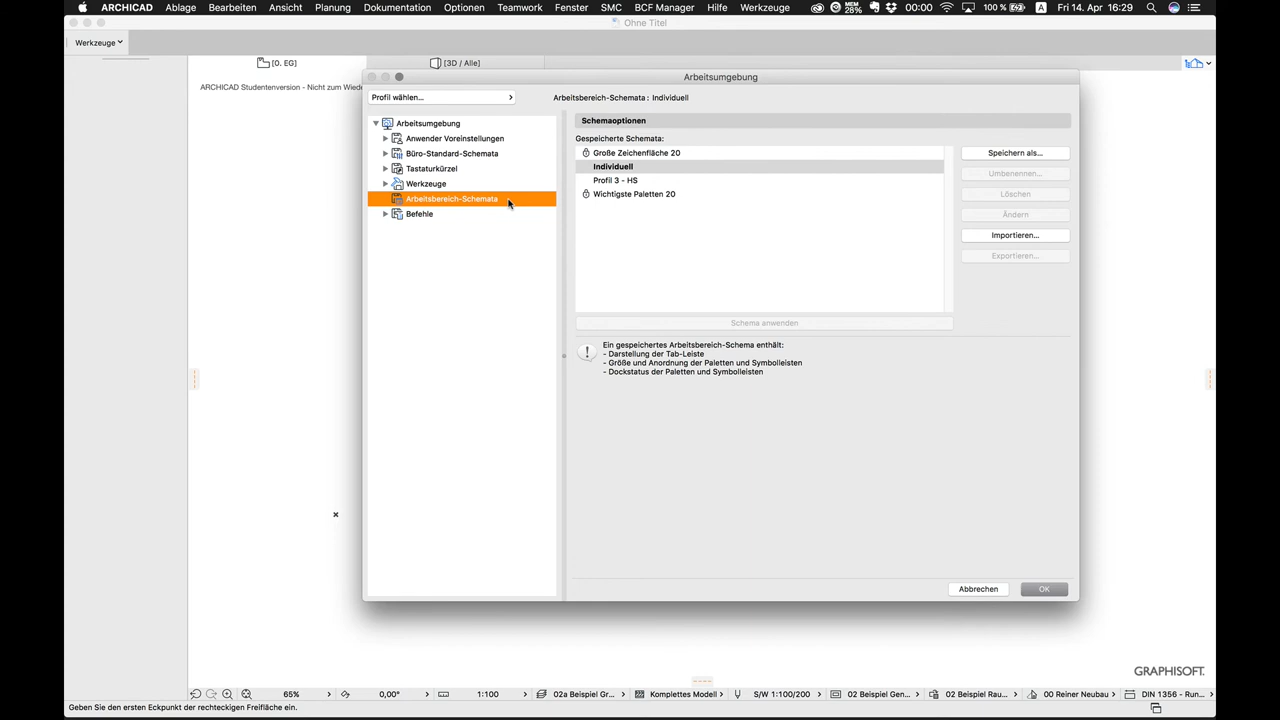 ARCHICAD Ablage Bearbeiten Ansicht Planung Dokumentation Optionen Teamwork Fenster SMC BCF Manager Hilfe Werkzeuge MEM 28% 00:00 A 100 % Fri 14. Apr 16:29
Ohne Titel
Werkzeuge
[0. EG] [3D / Alle]
ARCHICAD Studentenversion - Nicht zum Wiede
Arbeitsumgebung
Profil wählen... Arbeitsbereich-Schemata : Individuell
Arbeitsumgebung
Anwender Voreinstellungen
Büro-Standard-Schemata
Tastaturkürzel
Werkzeuge
Arbeitsbereich-Schemata
Befehle
Schemaoptionen
Gespeicherte Schemata:
Große Zeichenfläche 20
Individuell
Profil 3 - HS
Wichtigste Paletten 20
Speichern als...
Umbenennen...
Löschen
Ändern
Importieren...
Exportieren...
Schema anwenden
Ein gespeichertes Arbeitsbereich-Schema enthält:
- Darstellung der Tab-Leiste
- Größe und Anordnung der Paletten und Symbolleisten
- Dockstatus der Paletten und Symbolleisten
Abbrechen OK
GRAPHISOFT.
65% 0,00° 1:100 02a Beispiel Gr... Komplettes Modell S/W 1:100/200 02 Beispiel Gen... 02 Beispiel Rau... 00 Reiner Neubau DIN 1356 - Run...
Geben Sie den ersten Eckpunkt der rechteckigen Freifläche ein.